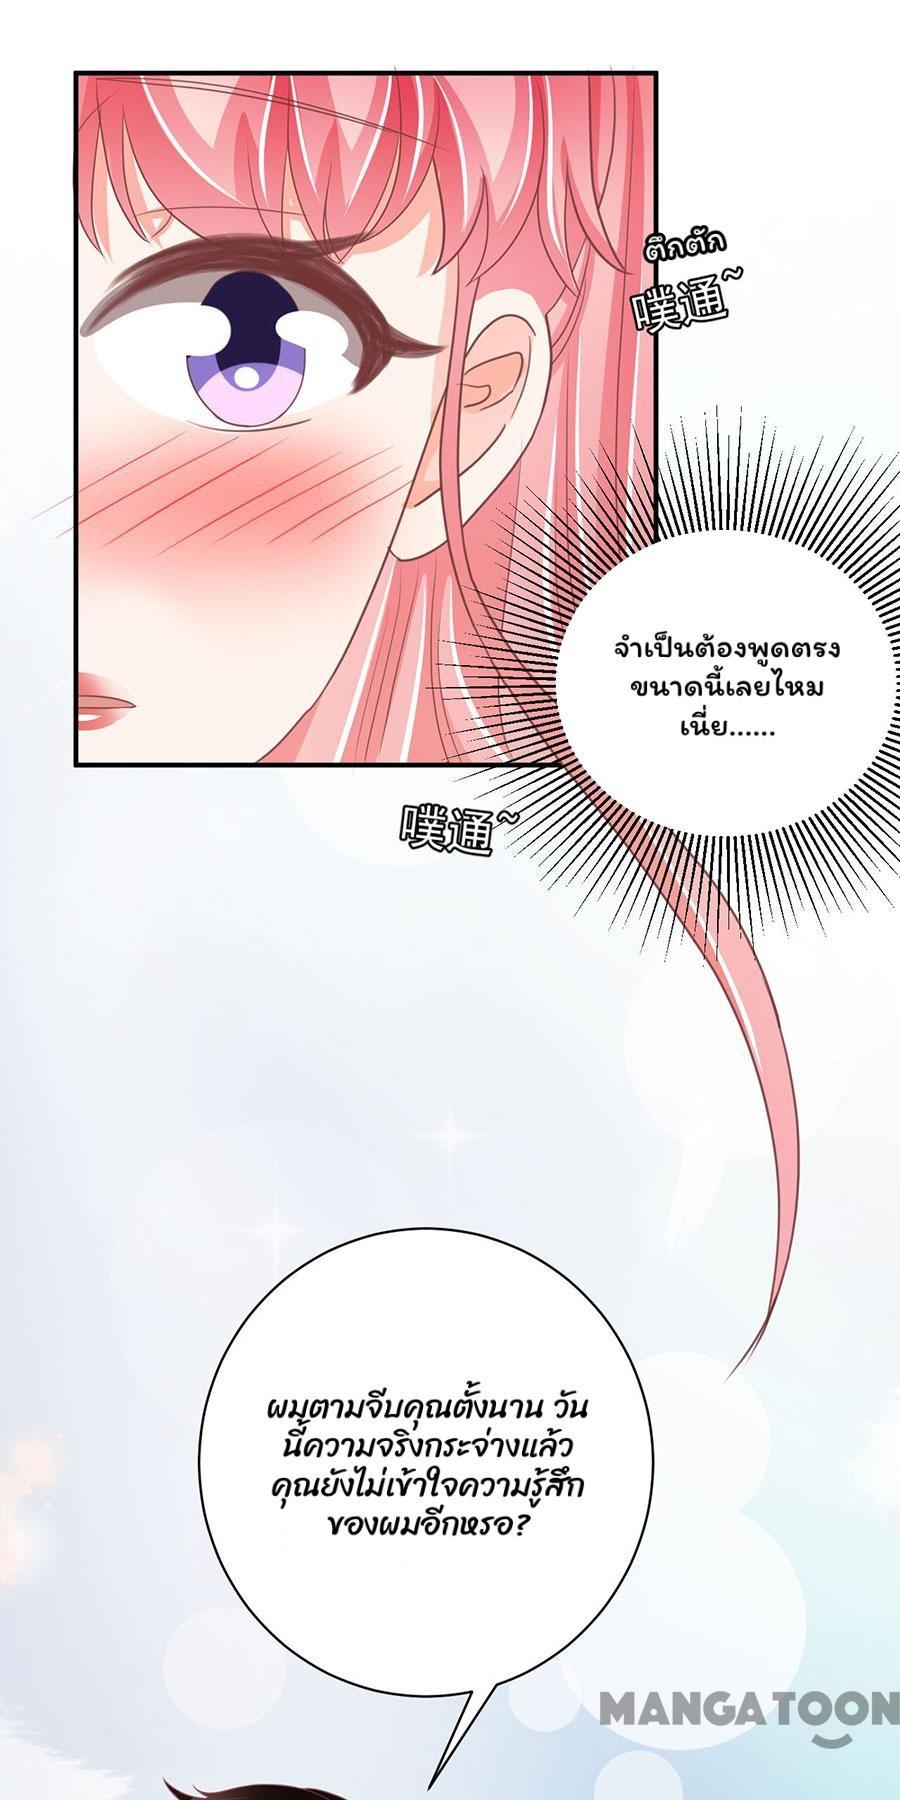 ตึกตัก
噗通~
จำเป็นต้องพูดตรง
ขนาดนี้เลยไหม
เนี่ย......
噗通~
ผมตามจีบคุณตั้งนาน วัน
นี้ความจริงกระจ่างแล้ว
คุณยังไม่เข้าใจความรู้สึก
ของผมอีกหรอ?
MANGATOON